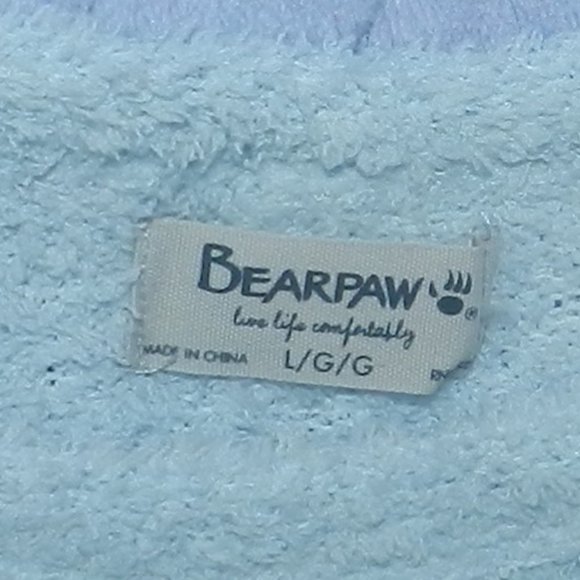 BEARPAW ®
live life comfortably
MADE IN CHINA L/G/G